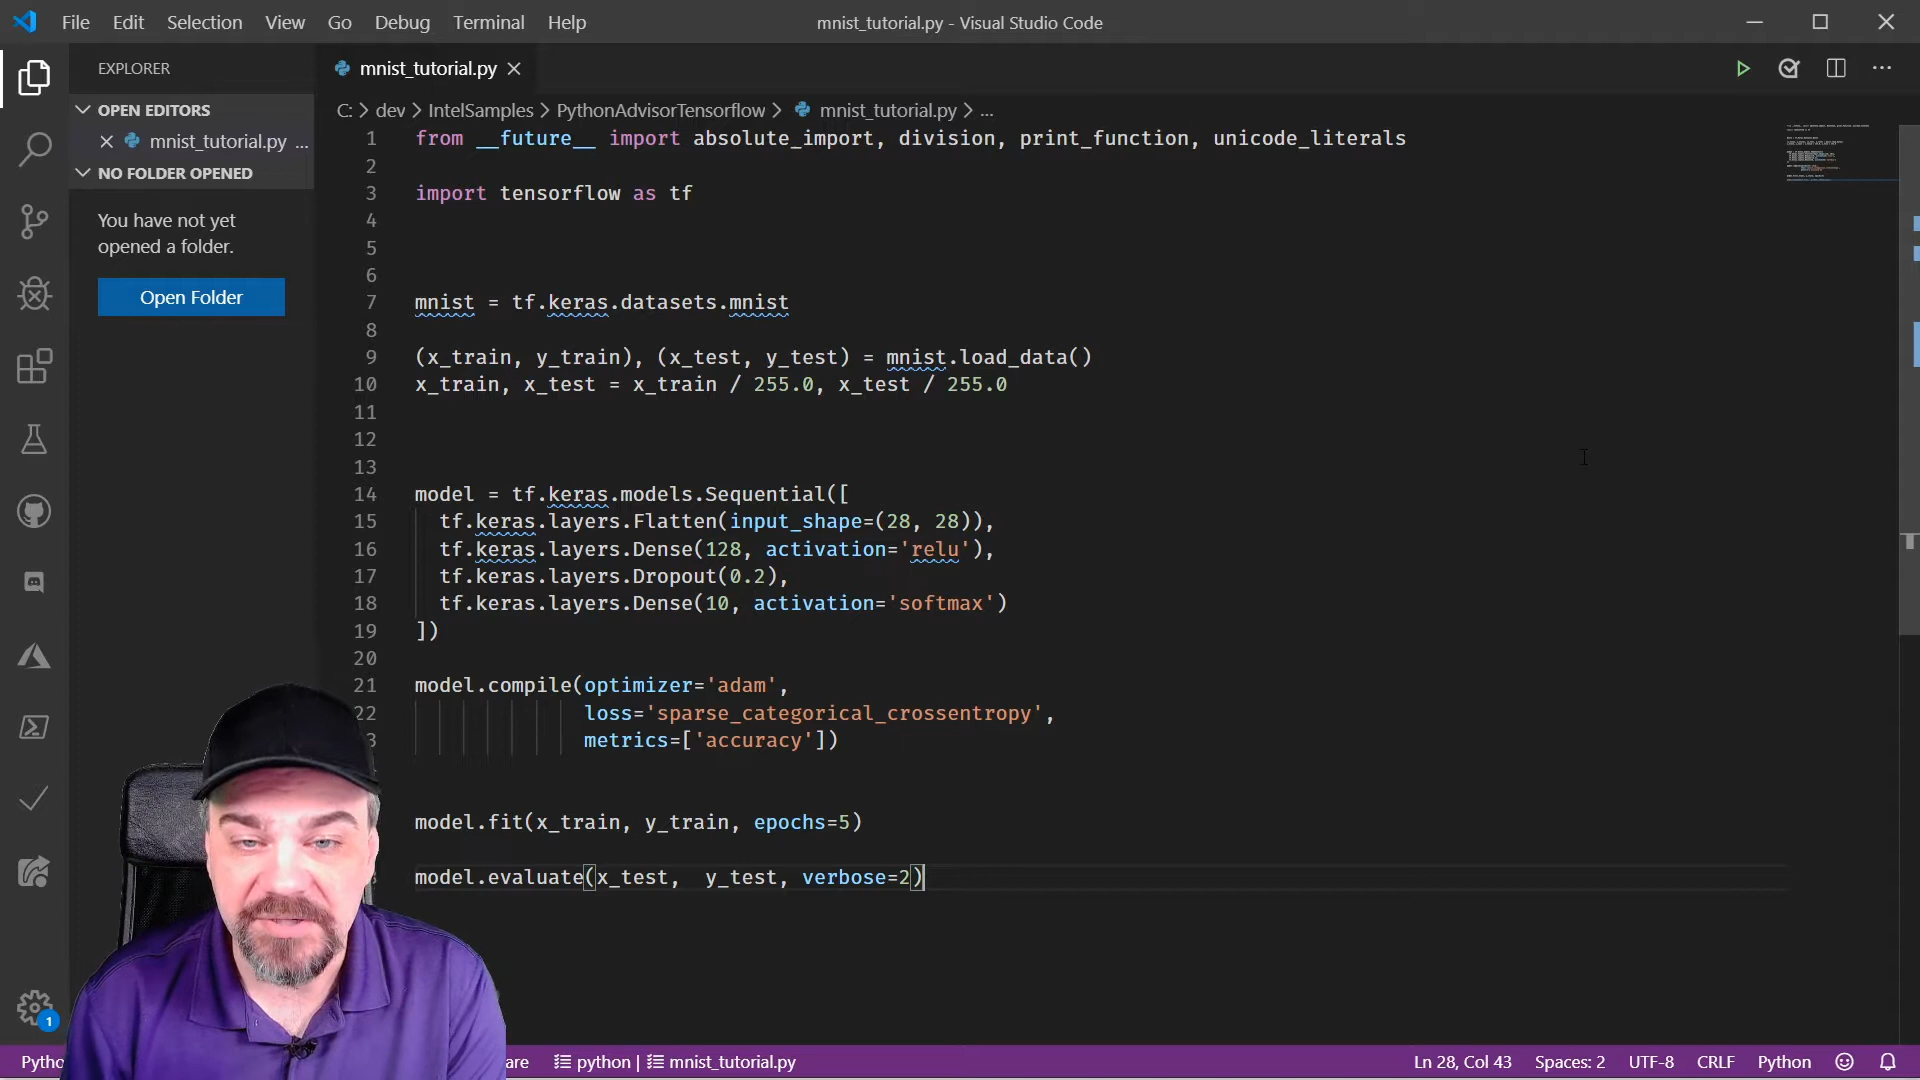 File Edit Selection View Go Debug Terminal Help
mnist_tutorial.py - Visual Studio Code
EXPLORER
OPEN EDITORS
mnist_tutorial.py ...
NO FOLDER OPENED
You have not yet
opened a folder.
Open Folder
1
mnist_tutorial.py
C: > dev > IntelSamples > PythonAdvisorTensorflow > mnist_tutorial.py > ...
1 from __future__ import absolute_import, division, print_function, unicode_literals
2
3 import tensorflow as tf
4
5
6
7 mnist = tf.keras.datasets.mnist
8
9 (x_train, y_train), (x_test, y_test) = mnist.load_data()
10 x_train, x_test = x_train / 255.0, x_test / 255.0
11
12
13
14 model = tf.keras.models.Sequential([
15 tf.keras.layers.Flatten(input_shape=(28, 28)),
16 tf.keras.layers.Dense(128, activation='relu'),
17 tf.keras.layers.Dropout(0.2),
18 tf.keras.layers.Dense(10, activation='softmax')
19 ])
20
21 model.compile(optimizer='adam',
22 loss='sparse_categorical_crossentropy',
3 metrics=['accuracy'])
model.fit(x_train, y_train, epochs=5)
model.evaluate(x_test,  y_test, verbose=2)
Pytho are python | mnist_tutorial.py Ln 28, Col 43 Spaces: 2 UTF-8 CRLF Python